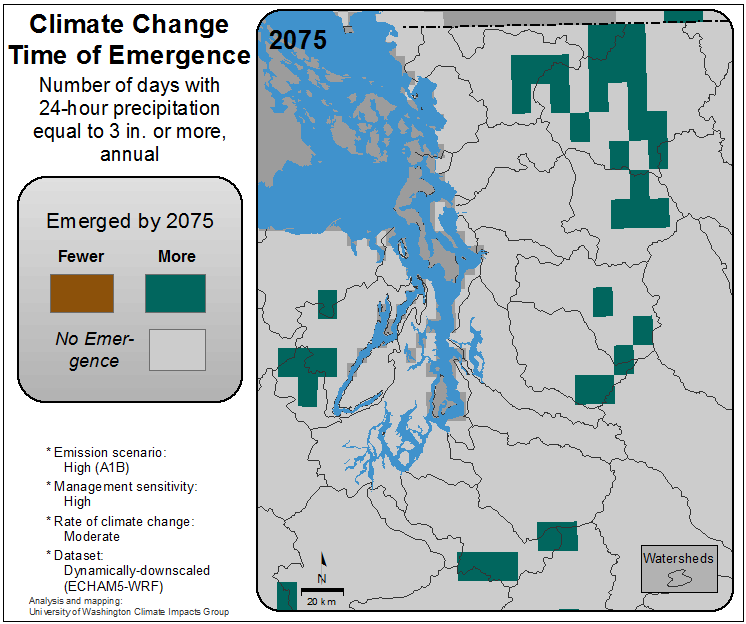 Climate Change
Time of Emergence
Number of days with
24-hour precipitation
equal to 3 in. or more,
annual
Emerged by 2075
Fewer
More
No Emer-
gence
* Emission scenario:
High (A1B)
* Management sensitivity:
High
* Rate of climate change:
Moderate
* Dataset:
Dynamically-downscaled
(ECHAM5-WRF)
Analysis and mapping:
University of Washington Climate Impacts Group
2075
N
20 km
Watersheds